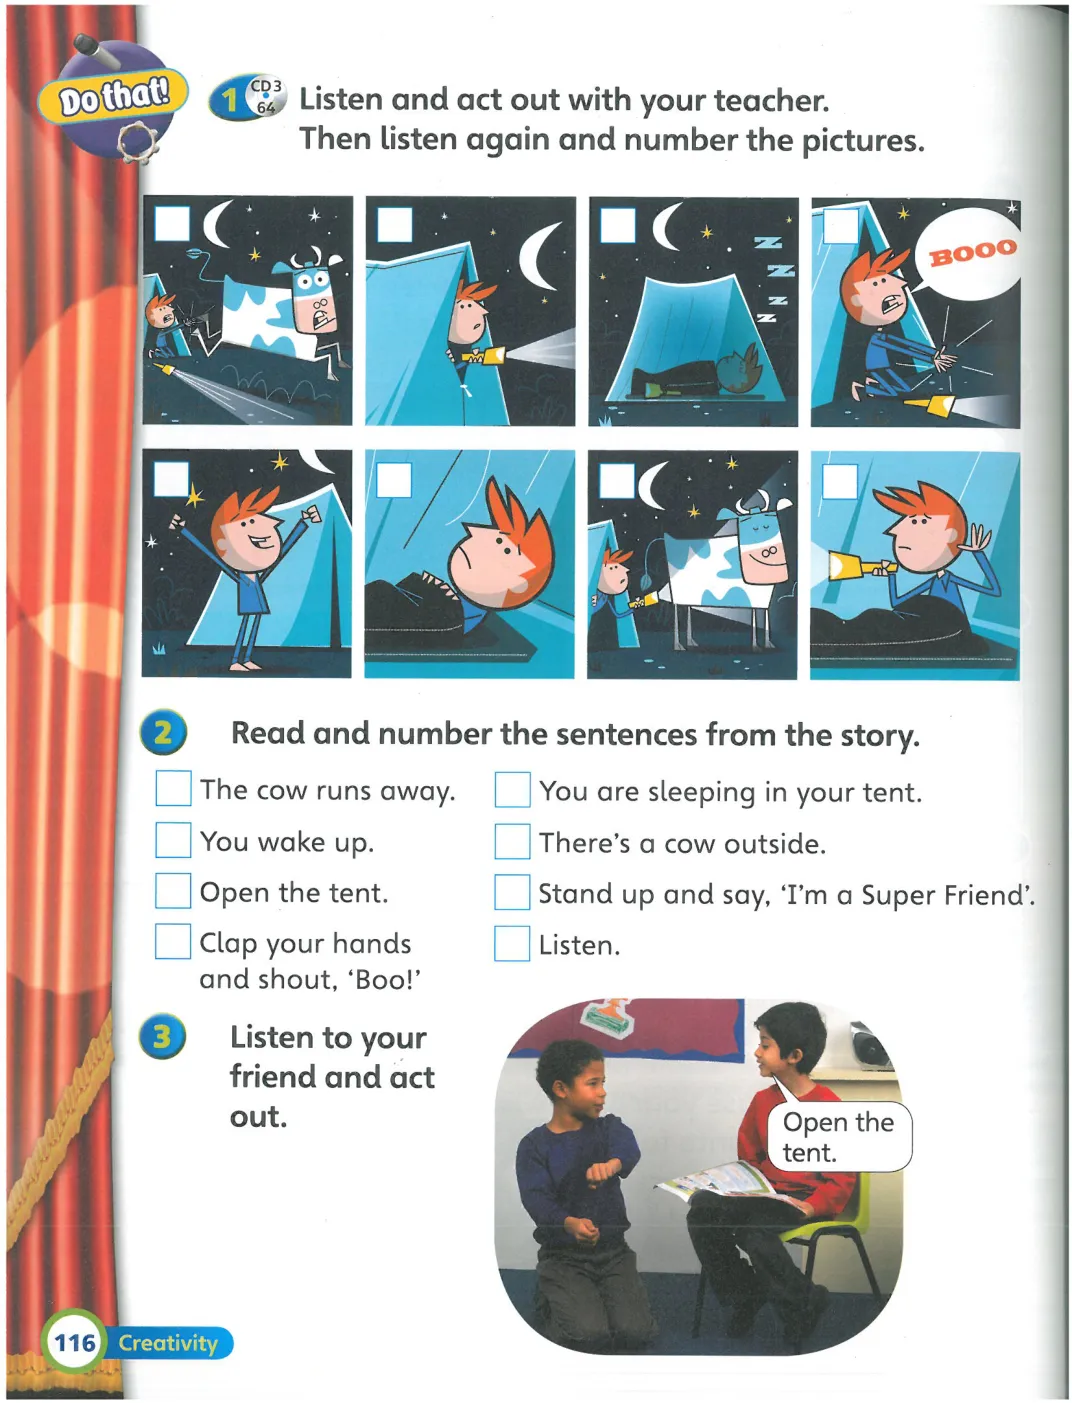 Do that!
1
CD3
64
Listen and act out with your teacher.
Then listen again and number the pictures.
Z
Z
Z
Z
BOOO
2
Read and number the sentences from the story.
The cow runs away.
You wake up.
Open the tent.
Clap your hands
and shout, ‘Boo!’
You are sleeping in your tent.
There’s a cow outside.
Stand up and say, ‘I’m a Super Friend’.
Listen.
3
Listen to your
friend and act
out.
Open the
tent.
116
Creativity